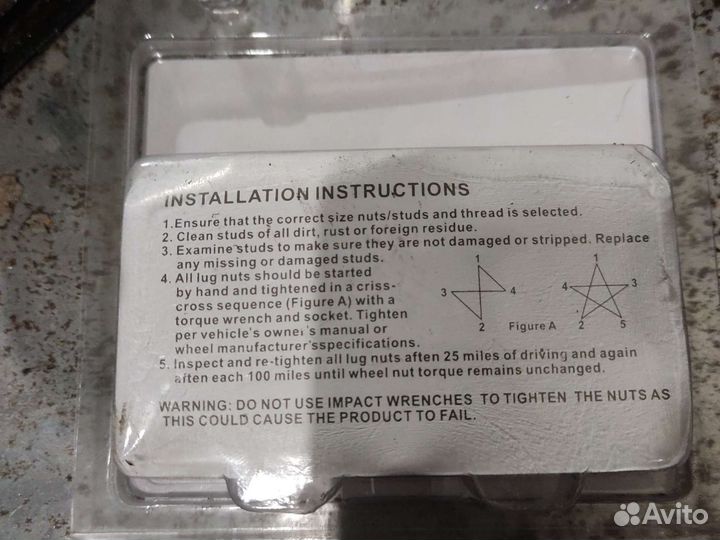 INSTALLATION INSTRUCTIONS
1.Ensure that the correct size nuts/studs and thread is selected.
2. Clean studs of all dirt, rust or foreign residue.
3. Examine studs to make sure they are not damaged or stripped. Replace
any missing or damaged studs.
4. All lug nuts should be started
by hand and tightened in a criss-
cross sequence (Figure A) with a
torque wrench and socket. Tighten
per vehicle's owner's manual or
wheel manufacturer'sspecifications.
1
3
4
2
Figure A
1
4
3
2
5
5. Inspect and re-tighten all lug nuts aften 25 miles of driving and again
aften each 100 miles until wheel nut torque remains unchanged.
WARNING: DO NOT USE IMPACT WRENCHES TO TIGHTEN THE NUTS AS
THIS COULD CAUSE THE PRODUCT TO FAIL.
Avito